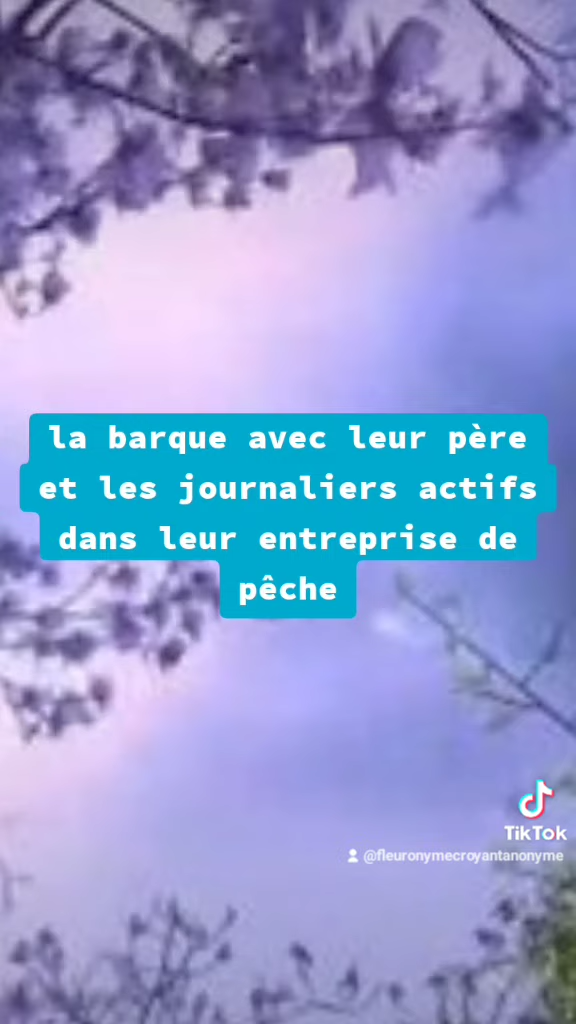 la barque avec leur père
et les journaliers actifs
dans leur entreprise de
pêche
TikTok
@fleuronymecroyantanonyme